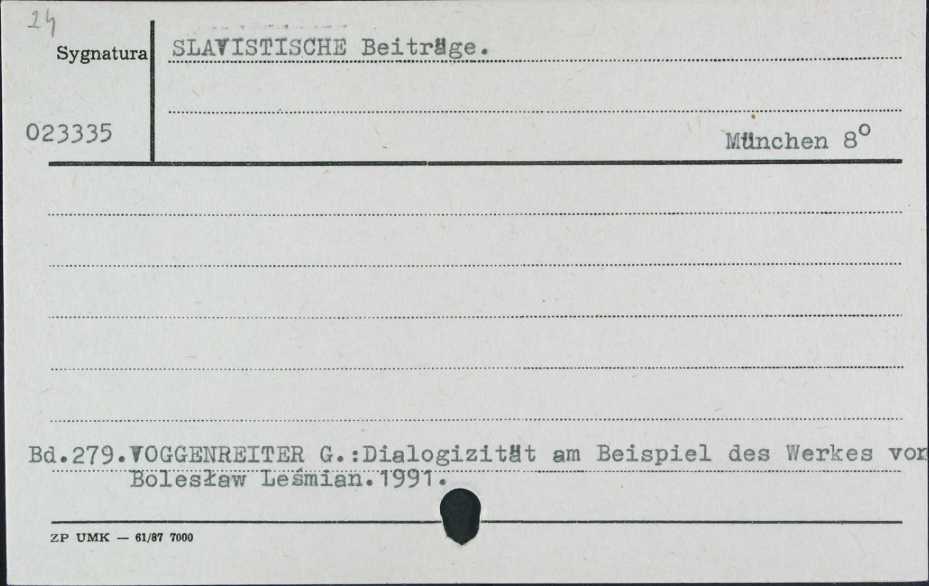 24
Sygnatura
SLAVISTISCHE Beiträge.
023335
München 8°
Bd.279.VOGGENREITER G.:Dialogizität am Beispiel des Werkes von
Bolesław Leśmian.1991.
ZP UMK — 61/87 7000